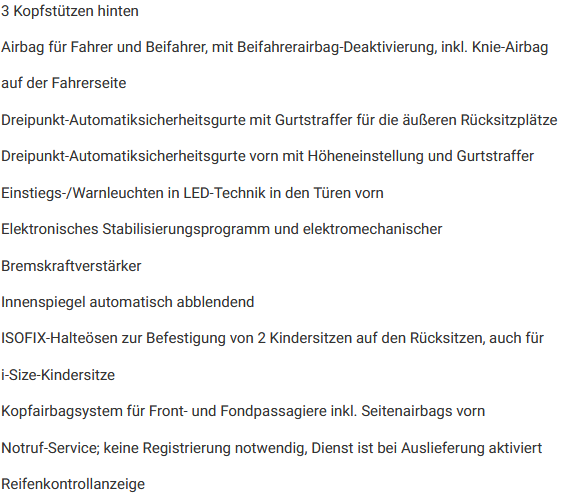 3 Kopfstützen hinten
Airbag für Fahrer und Beifahrer, mit Beifahrerairbag-Deaktivierung, inkl. Knie-Airbag
auf der Fahrerseite
Dreipunkt-Automatiksicherheitsgurte mit Gurtstraffer für die äußeren Rücksitzplätze
Dreipunkt-Automatiksicherheitsgurte vorn mit Höheneinstellung und Gurtstraffer
Einstiegs-/Warnleuchten in LED-Technik in den Türen vorn
Elektronisches Stabilisierungsprogramm und elektromechanischer
Bremskraftverstärker
Innenspiegel automatisch abblendend
ISOFIX-Halteösen zur Befestigung von 2 Kindersitzen auf den Rücksitzen, auch für
i-Size-Kindersitze
Kopfairbagsystem für Front- und Fondpassagiere inkl. Seitenairbags vorn
Notruf-Service; keine Registrierung notwendig, Dienst ist bei Auslieferung aktiviert
Reifenkontrollanzeige